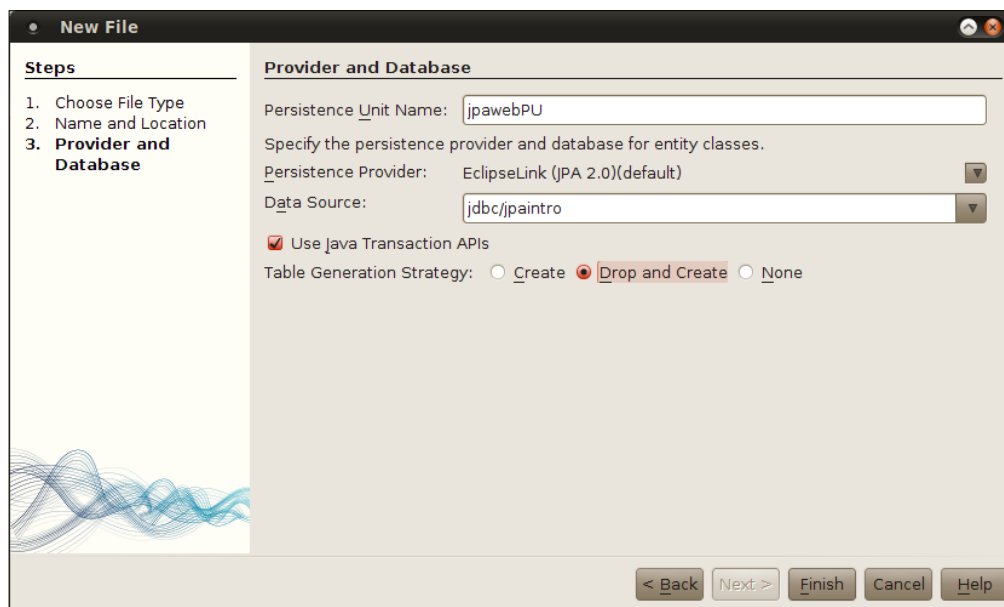 New File
Steps
1. Choose File Type
2. Name and Location
3. Provider and
Database
Provider and Database
Persistence Unit Name: jpawebPU
Specify the persistence provider and database for entity classes.
Persistence Provider: EclipseLink (JPA 2.0)(default)
Data Source: jdbc/jpaintro
Use Java Transaction APIs
Table Generation Strategy: Create Drop and Create None
< Back Next > Finish Cancel Help